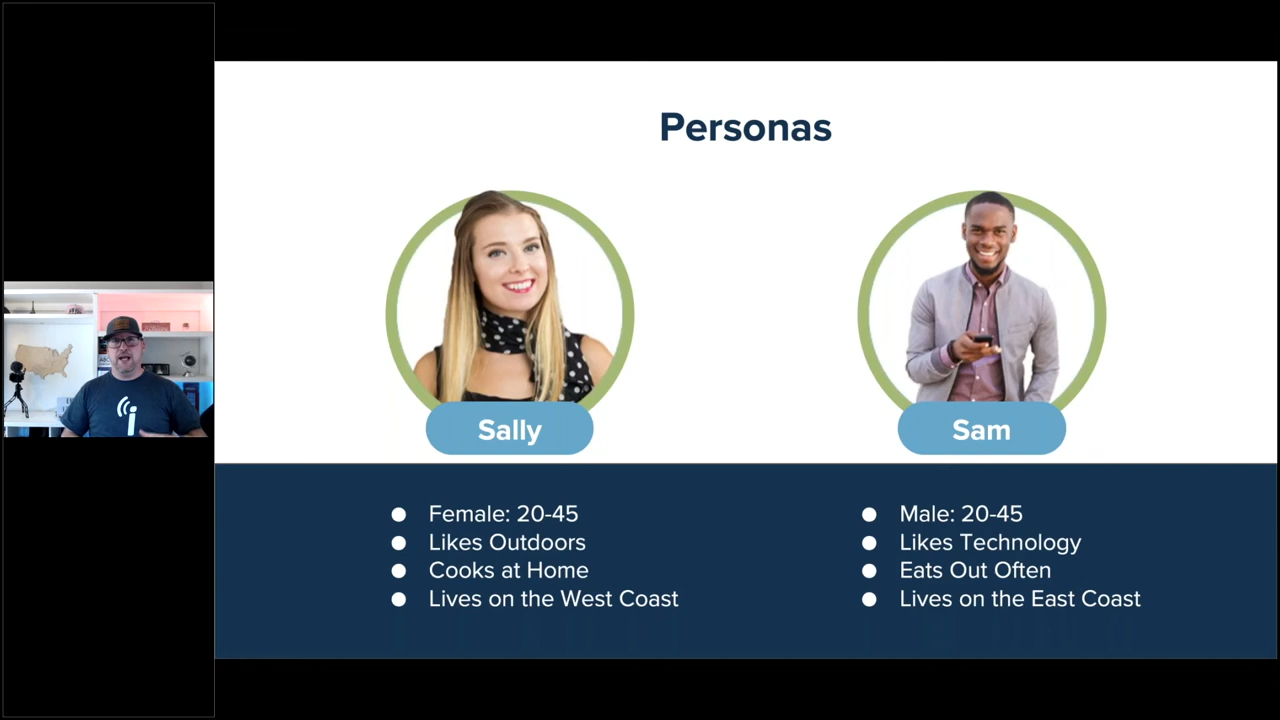 Personas
Sally
Sam
Female: 20-45
Likes Outdoors
Cooks at Home
Lives on the West Coast
Male: 20-45
Likes Technology
Eats Out Often
Lives on the East Coast